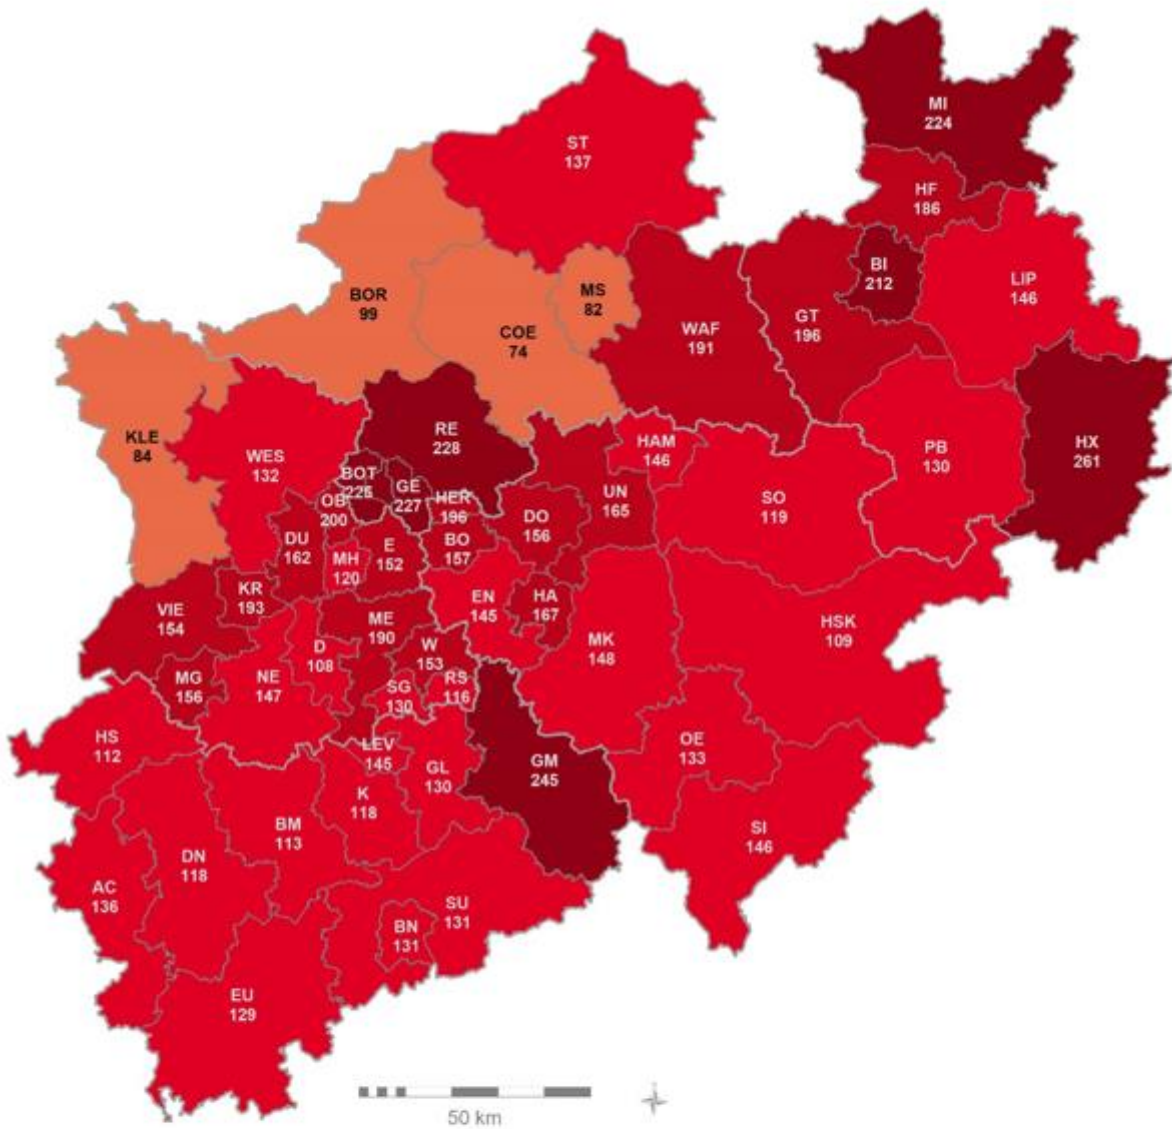 MI
224
ST
137
HF
186
BI
212
LIP
146
BOR
99
MS
82
COE
74
WAF
191
GT
196
KLE
84
WES
132
RE
228
HAM
146
PB
130
HX
261
BOT
225
GE
227
OB
200
HER
196
UN
165
SO
119
DO
156
DU
162
E
152
BO
157
MH
120
KR
193
VIE
154
EN
145
HA
167
ME
190
HSK
109
MK
148
D
108
W
153
MG
156
NE
147
SG
130
RS
116
HS
112
LEV
145
GL
130
GM
245
OE
133
K
118
BM
113
SI
146
DN
118
AC
136
SU
131
BN
131
EU
129
50 km